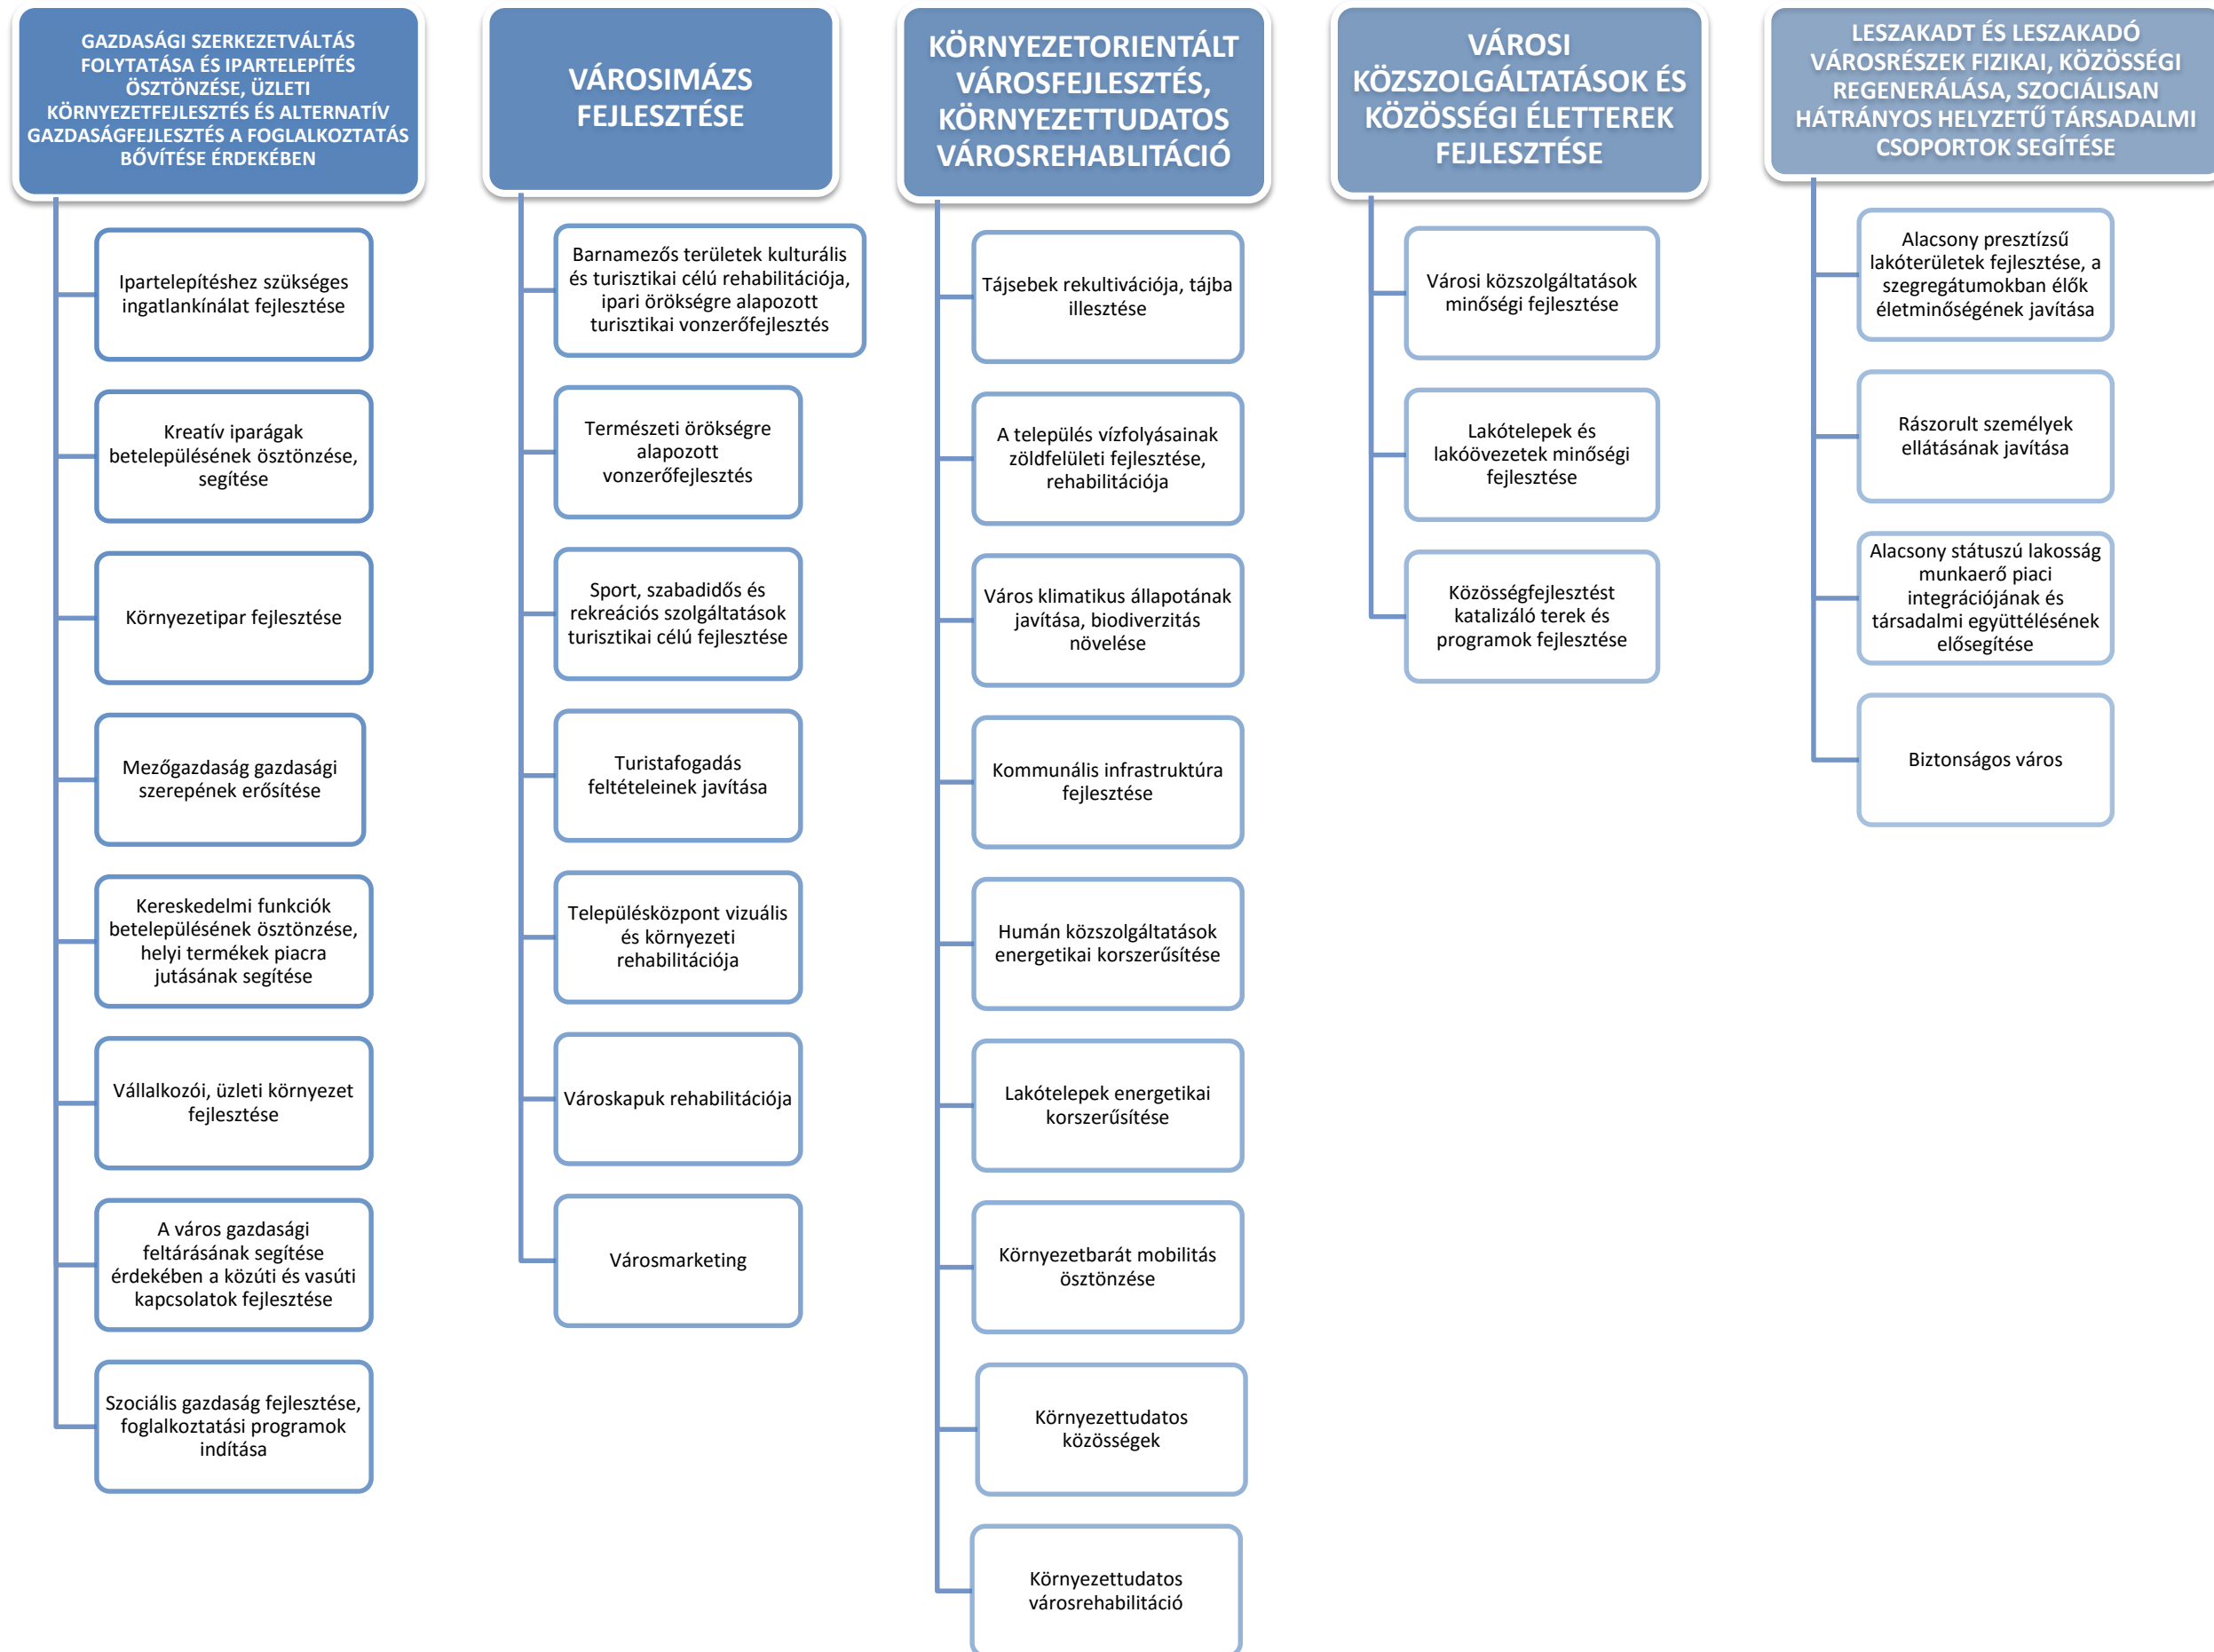 GAZDASÁGI SZERKEZETVÁLTÁS
FOLYTATÁSA ÉS IPARTELEPÍTÉS
ÖSZTÖNZÉSE, ÜZLETI
KÖRNYEZETFEJLESZTÉS ÉS ALTERNATÍV
GAZDASÁGFEJLESZTÉS A FOGLALKOZTATÁS
BŐVÍTÉSE ÉRDEKÉBEN
Ipartelepítéshez szükséges
ingatlankínálat fejlesztése
Kreatív iparágak
betelepülésének ösztönzése,
segítése
Környezetipar fejlesztése
Mezőgazdaság gazdasági
szerepének erősítése
Kereskedelmi funkciók
betelepülésének ösztönzése,
helyi termékek piacra
jutásának segítése
Vállalkozói, üzleti környezet
fejlesztése
A város gazdasági
feltárásának segítése
érdekében a közúti és vasúti
kapcsolatok fejlesztése
Szociális gazdaság fejlesztése,
foglalkoztatási programok
indítása
VÁROSIMÁZS
FEJLESZTÉSE
Barnamezős területek kulturális
és turisztikai célú rehabilitációja,
ipari örökségre alapozott
turisztikai vonzerőfejlesztés
Természeti örökségre
alapozott
vonzerőfejlesztés
Sport, szabadidős és
rekreációs szolgáltatások
turisztikai célú fejlesztése
Turistafogadás
feltételeinek javítása
Településközpont vizuális
és környezeti
rehabilitációja
Városkapuk rehabilitációja
Városmarketing
KÖRNYEZETORIENTÁLT
VÁROSFEJLESZTÉS,
KÖRNYEZETTUDATOS
VÁROSREHABLITÁCIÓ
Tájsebek rekultivációja, tájba
illesztése
A település vízfolyásainak
zöldfelületi fejlesztése,
rehabilitációja
Város klimatikus állapotának
javítása, biodiverzitás
növelése
Kommunális infrastruktúra
fejlesztése
Humán közszolgáltatások
energetikai korszerűsítése
Lakótelepek energetikai
korszerűsítése
Környezetbarát mobilitás
ösztönzése
Környezettudatos
közösségek
Környezettudatos
városrehabilitáció
VÁROSI
KÖZSZOLGÁLTATÁSOK ÉS
KÖZÖSSÉGI ÉLETTEREK
FEJLESZTÉSE
Városi közszolgáltatások
minőségi fejlesztése
Lakótelepek és
lakóövezetek minőségi
fejlesztése
Közösségfejlesztést
katalizáló terek és
programok fejlesztése
LESZAKADT ÉS LESZAKADÓ
VÁROSRÉSZEK FIZIKAI, KÖZÖSSÉGI
REGENERÁLÁSA, SZOCIÁLISAN
HÁTRÁNYOS HELYZETŰ TÁRSADALMI
CSOPORTOK SEGÍTÉSE
Alacsony presztízsű
lakóterületek fejlesztése, a
szegregátumokban élők
életminőségének javítása
Rászorult személyek
ellátásának javítása
Alacsony státuszú lakosság
munkaerő piaci
integrációjának és
társadalmi együttélésének
elősegítése
Biztonságos város